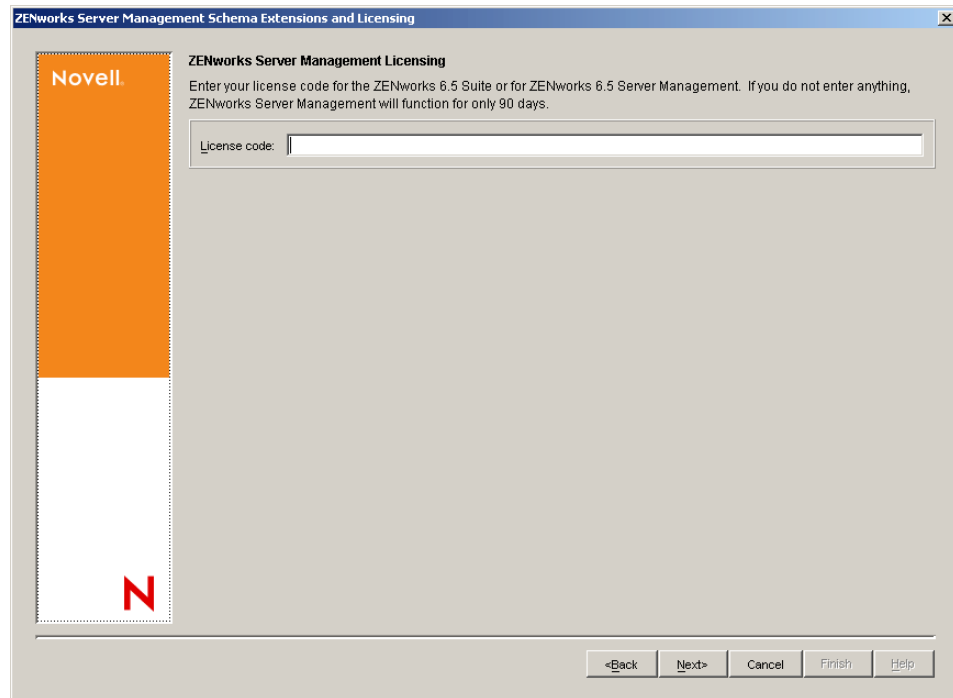 ZENworks Server Management Schema Extensions and Licensing
Novell.
ZENworks Server Management Licensing
Enter your license code for the ZENworks 6.5 Suite or for ZENworks 6.5 Server Management. If you do not enter anything,
ZENworks Server Management will function for only 90 days.
License code:
N
<Back Next> Cancel Finish Help